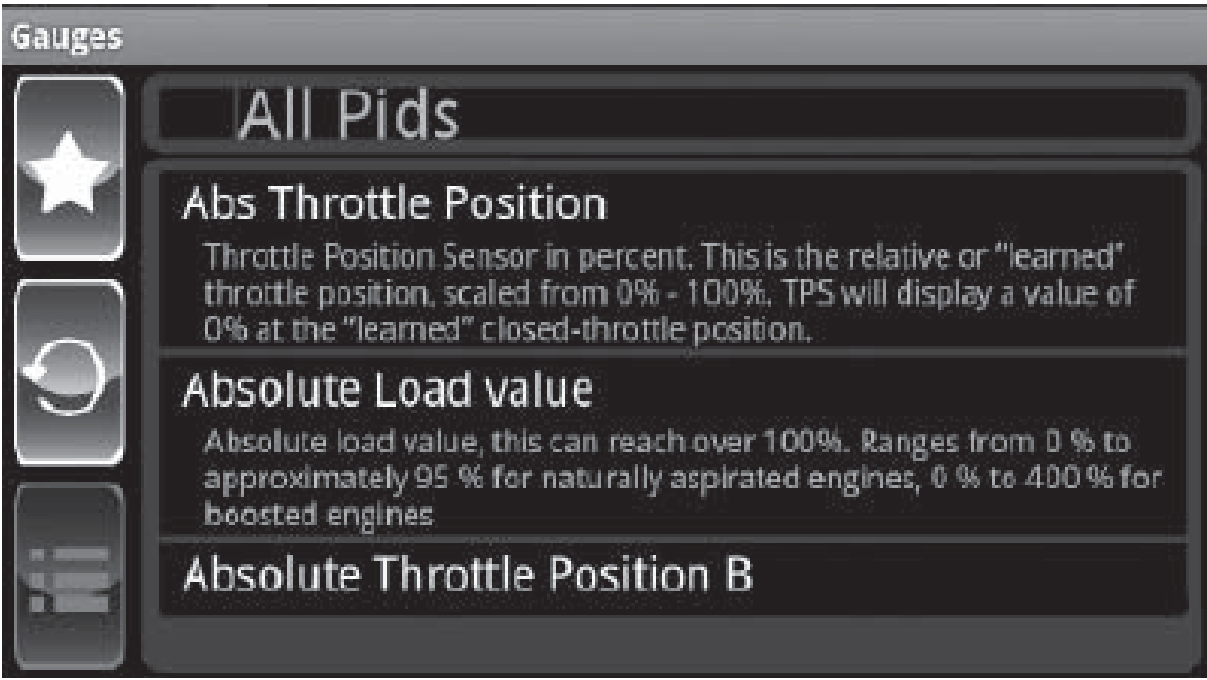 Gauges
All Pids
Abs Throttle Position
Throttle Position Sensor in percent. This is the relative or "learned"
throttle position, scaled from 0% - 100%. TPS will display a value of
0% at the "learned" closed-throttle position.
Absolute Load value
Absolute load value, this can reach over 100%. Ranges from 0 % to
approximately 95 % for naturally aspirated engines, 0 % to 400 % for
boosted engines
Absolute Throttle Position B